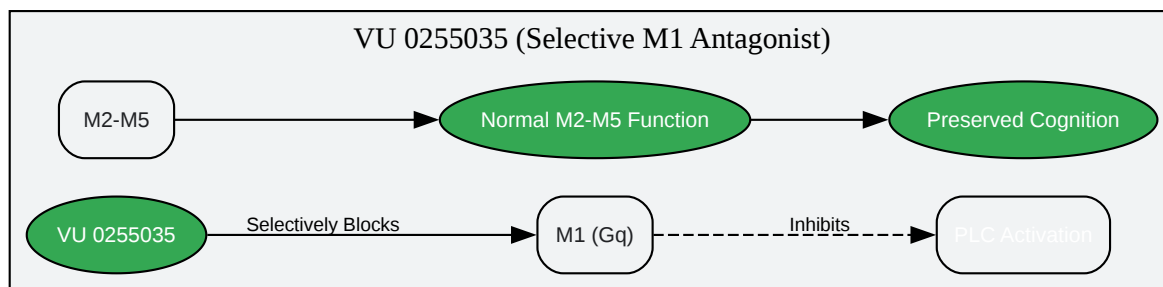 VU 0255035 (Selective M1 Antagonist)
M2-M5
Normal M2-M5 Function
Preserved Cognition
VU 0255035
Selectively Blocks
M1 (Gq)
Inhibits
PLC Activation